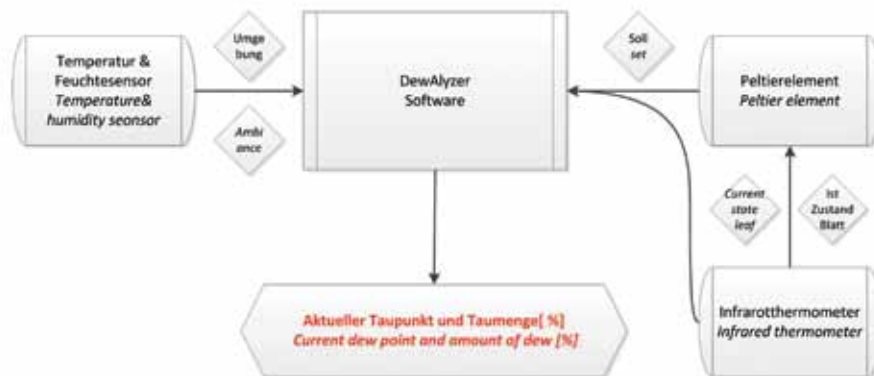 Temperatur &
Feuchtesensor
Temperature&
humidity seonsor
Umge
bung
Ambi
ance
DewAlyzer
Software
Soll
set
Peltierelement
Peltier element
Current
state
leaf
Ist
Zustand
Blatt
Infrarotthermometer
Infrared thermometer
Aktueller Taupunkt und Taumenge[ %]
Current dew point and amount of dew [%]